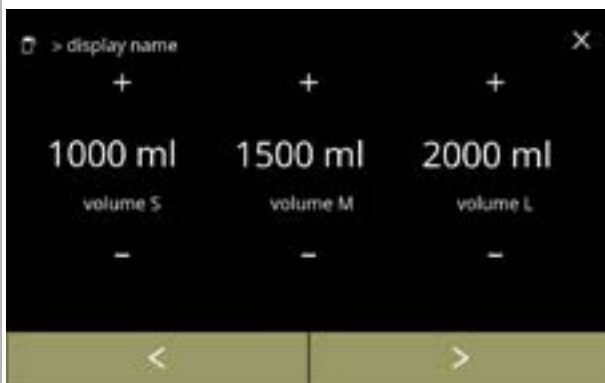 > display name ×
+ + +
1000 ml 1500 ml 2000 ml
volume S volume M volume L
– – –
< >